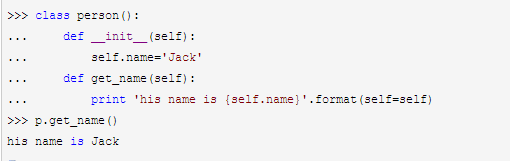 >>> class person():
...     def __init__(self):
...         self.name='Jack'
...     def get_name(self):
...         print 'his name is {self.name}'.format(self=self)
>>> p.get_name()
his name is Jack